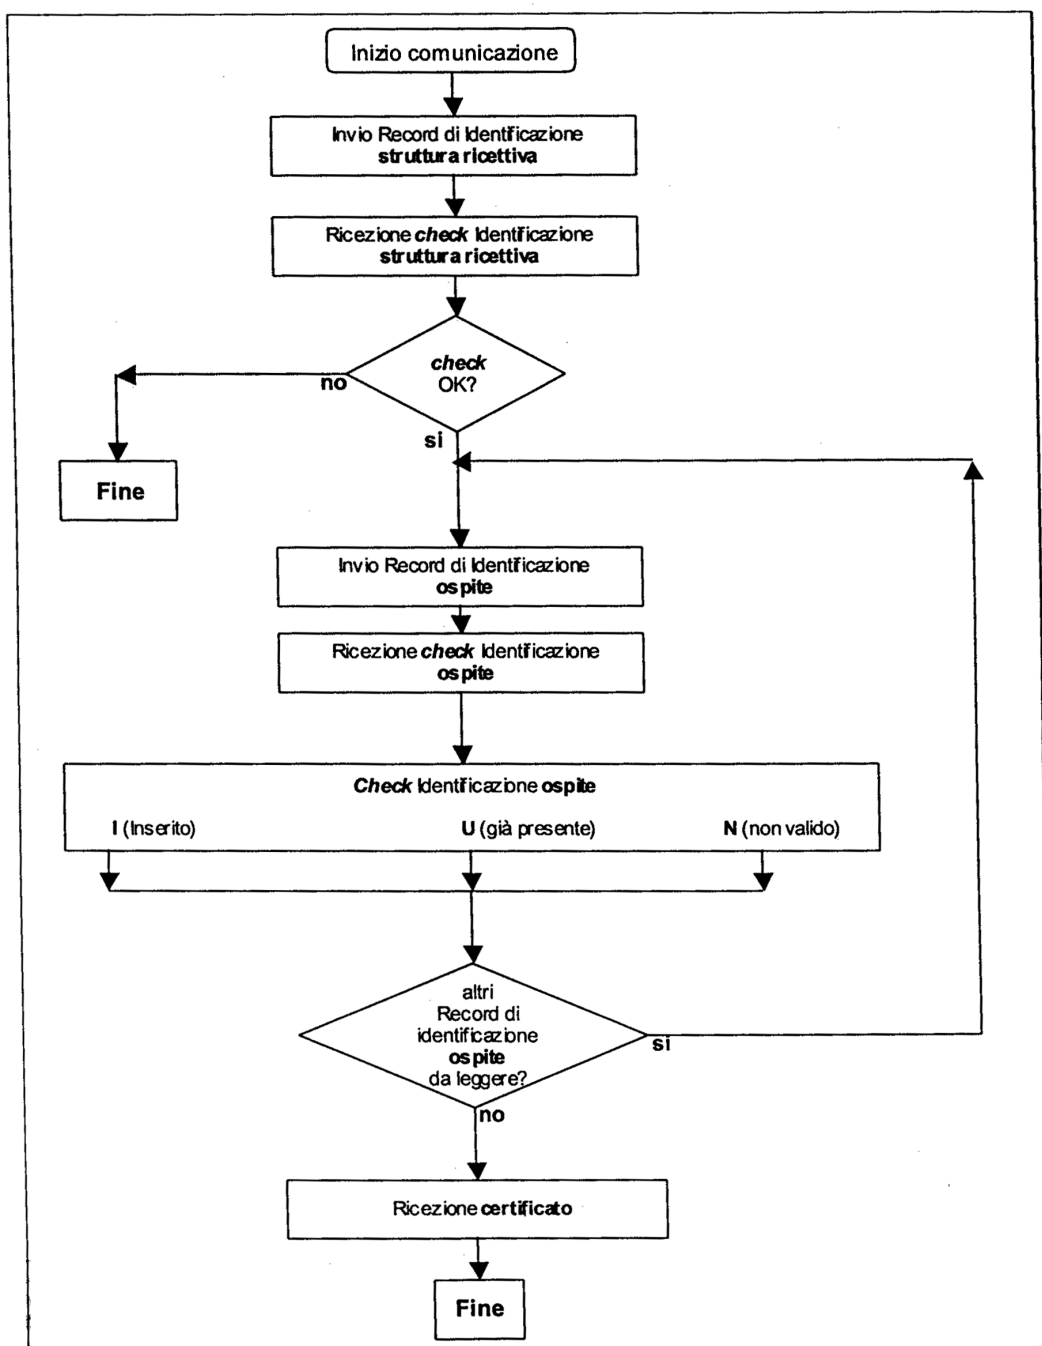 Inizio comunicazione
Invio Record di Identificazione
struttura ricettiva
Ricezione check Identificazione
struttura ricettiva
check
OK?
no
si
Fine
Invio Record di Identificazione
ospite
Ricezione check Identificazione
ospite
Check Identificazione ospite
I (Inserito) U (già presente) N (non valido)
altri
Record di
identificazione
ospite
da leggere?
si
no
Ricezione certificato
Fine